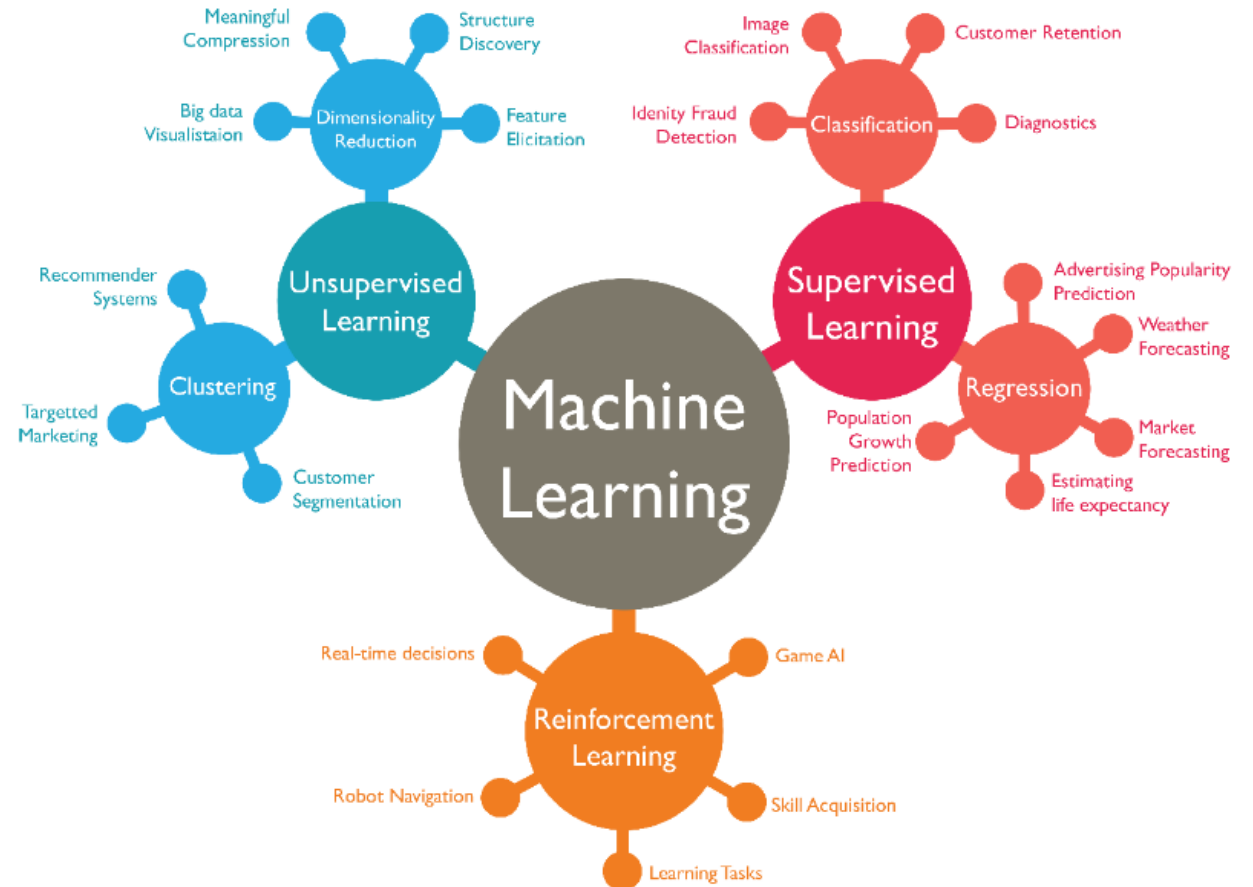 Meaningful
Compression
Structure
Discovery
Big data
Visualistaion
Dimensionality
Reduction
Feature
Elicitation
Image
Classification
Customer Retention
Idenity Fraud
Detection
Classification
Diagnostics
Unsupervised
Learning
Recommender
Systems
Clustering
Targetted
Marketing
Customer
Segmentation
Supervised
Learning
Advertising Popularity
Prediction
Weather
Forecasting
Regression
Population
Growth
Prediction
Market
Forecasting
Estimating
life expectancy
Machine
Learning
Real-time decisions
Game AI
Reinforcement
Learning
Robot Navigation
Skill Acquisition
Learning Tasks